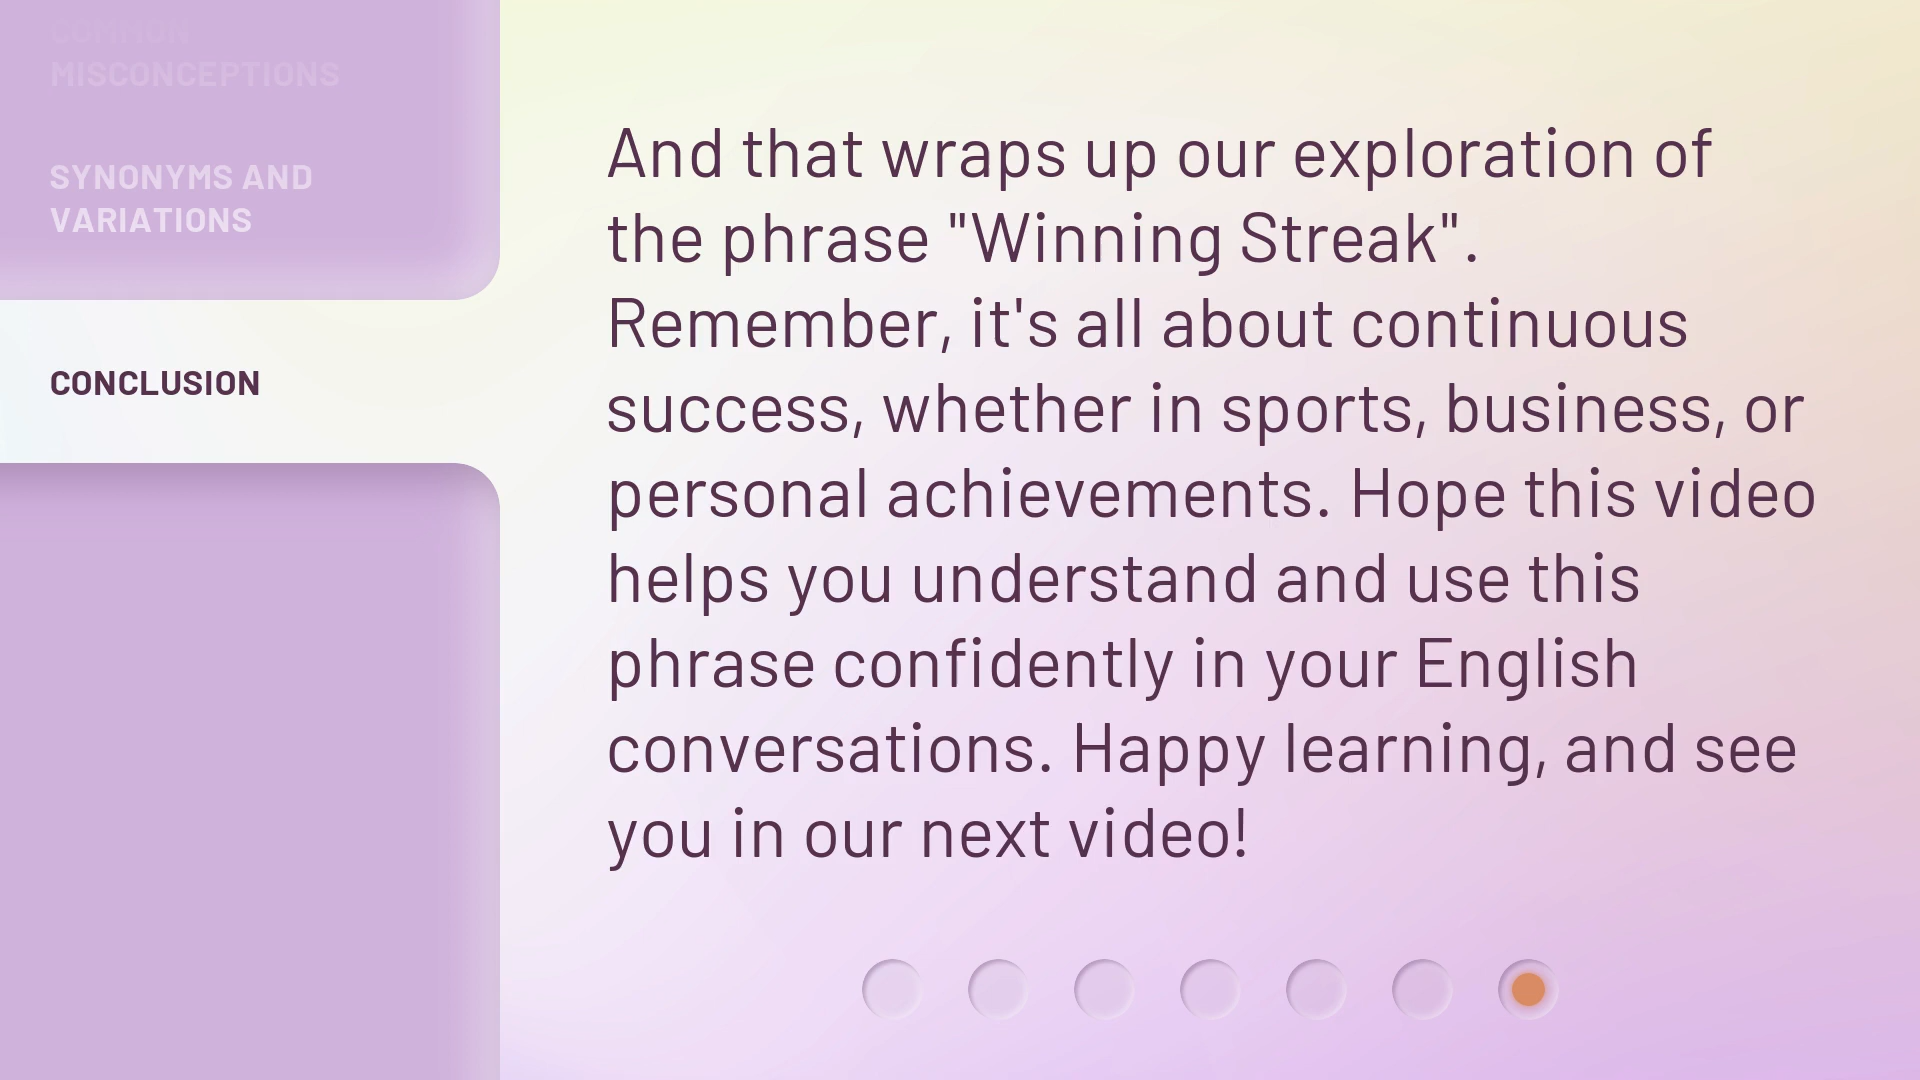 COMMON
MISCONCEPTIONS
SYNONYMS AND
VARIATIONS
CONCLUSION
And that wraps up our exploration of
the phrase "Winning Streak".
Remember, it's all about continuous
success, whether in sports, business, or
personal achievements. Hope this video
helps you understand and use this
phrase confidently in your English
conversations. Happy learning, and see
you in our next video!